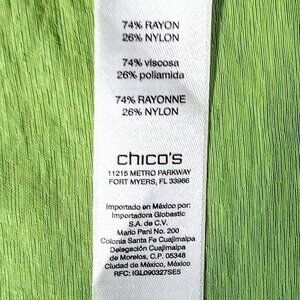 74% RAYON
26% NYLON
74% viscosa
26% poliamida
74% RAYONNE
26% NYLON
chico's
11215 METRO PARKWAY
FORT MYERS, FL 33966
Importado en México por:
Importadora Globastic
S.A. de C.V.
Mario Pani No. 200
Colonia Santa Fe Cuajimalpa
Delegación Cuajimalpa
de Morelos, C.P. 05348
Ciudad de México, México
RFC: IGL090327SE5